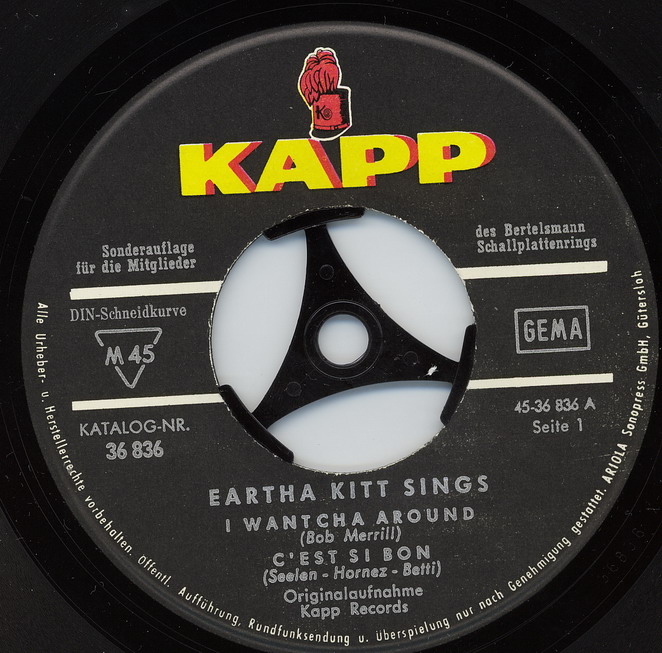 K
KAPP
Sonderauflage
für die Mitglieder
des Bertelsmann
Schallplattenrings
DIN-Schneidkurve
M 45
GEMA
KATALOG-NR.
36 836
45-36 836 A
Seite 1
EARTHA KITT SINGS
I WANTCHA AROUND
(Bob Merrill)
C'EST SI BON
(Seelen - Hornez - Betti)
Originalaufnahme
Kapp Records
Alle Urheber- u. Herstellerrechte vorbehalten. Öffentl. Aufführung, Rundfunksendung u. überspielung nur nach Genehmigung gestattet. ARIOLA Sonopress GmbH, Gütersloh